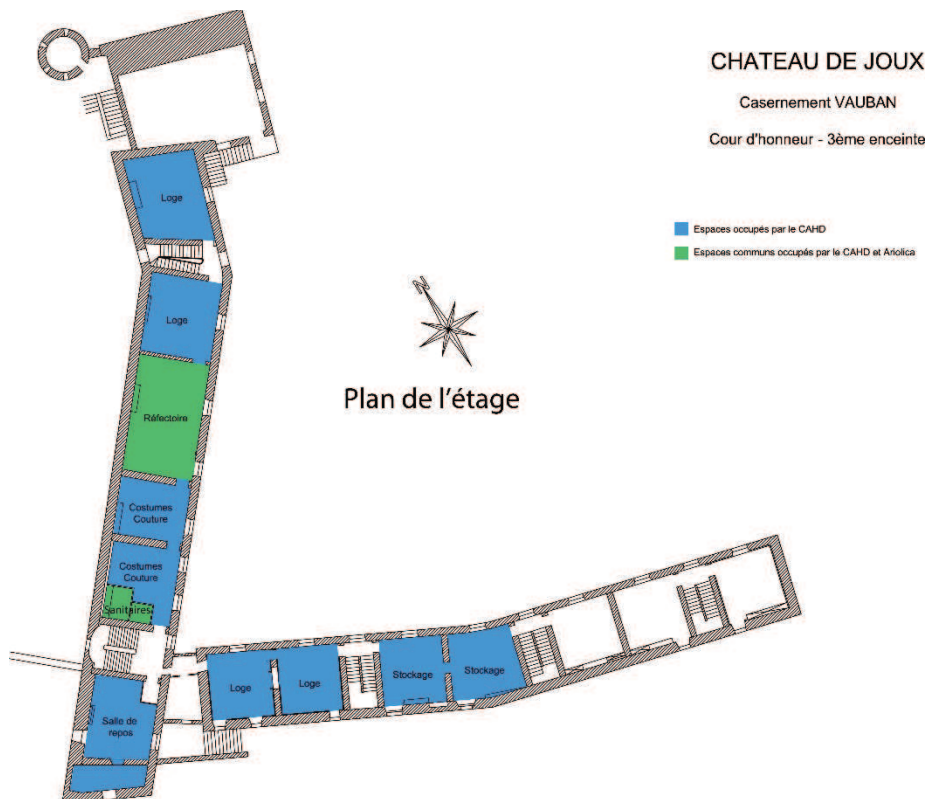 CHATEAU DE JOUX
Casernement VAUBAN
Cour d'honneur - 3ème enceinte
Espaces occupés par le CAHD
Espaces communs occupés par le CAHD et Ariolica
N
Plan de l'étage
Loge
Loge
Réfectoire
Costumes
Couture
Costumes
Couture
Sanitaires
Loge
Loge
Stockage
Stockage
Salle de
repos